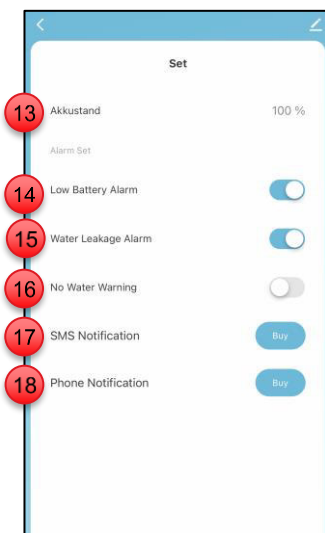 Set
13 Akkustand 100 %
Alarm Set
14 Low Battery Alarm
15 Water Leakage Alarm
16 No Water Warning
17 SMS Notification Buy
18 Phone Notification Buy